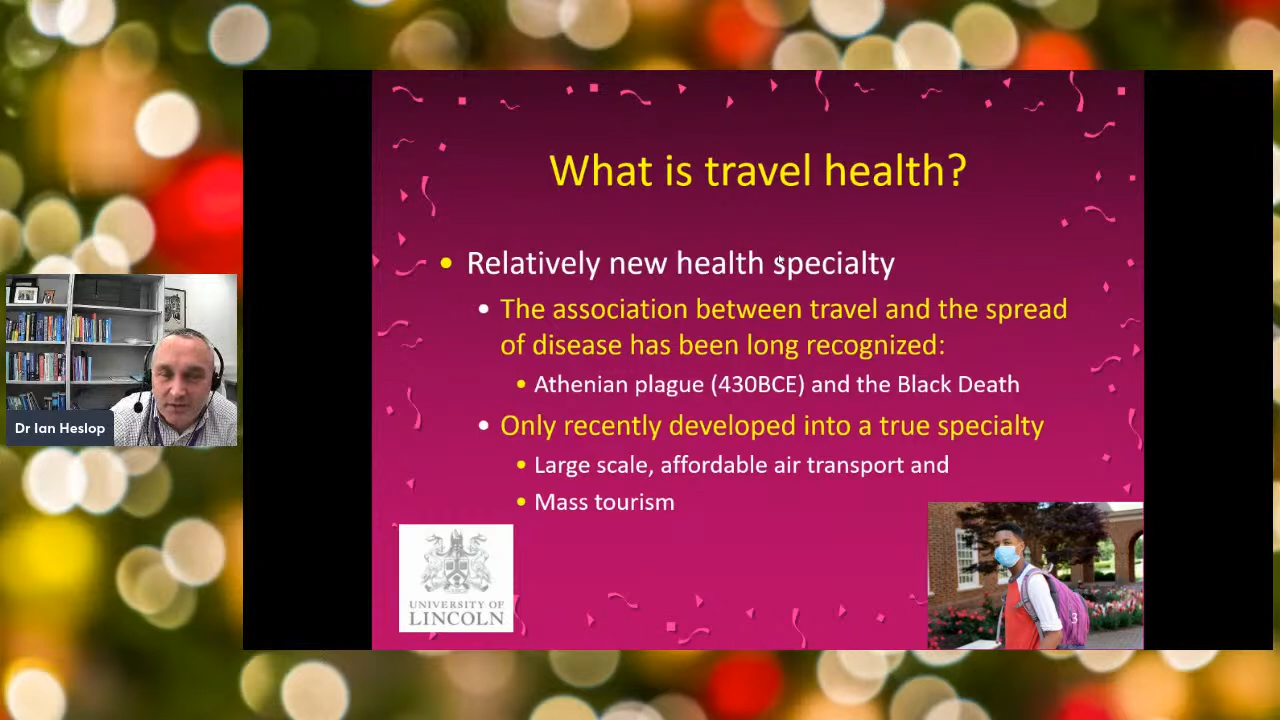 What is travel health?
Relatively new health specialty
The association between travel and the spread
of disease has been long recognized:
Athenian plague (430BCE) and the Black Death
Only recently developed into a true specialty
Large scale, affordable air transport and
Mass tourism
Dr Ian Heslop
UNIVERSITY OF
LINCOLN
3